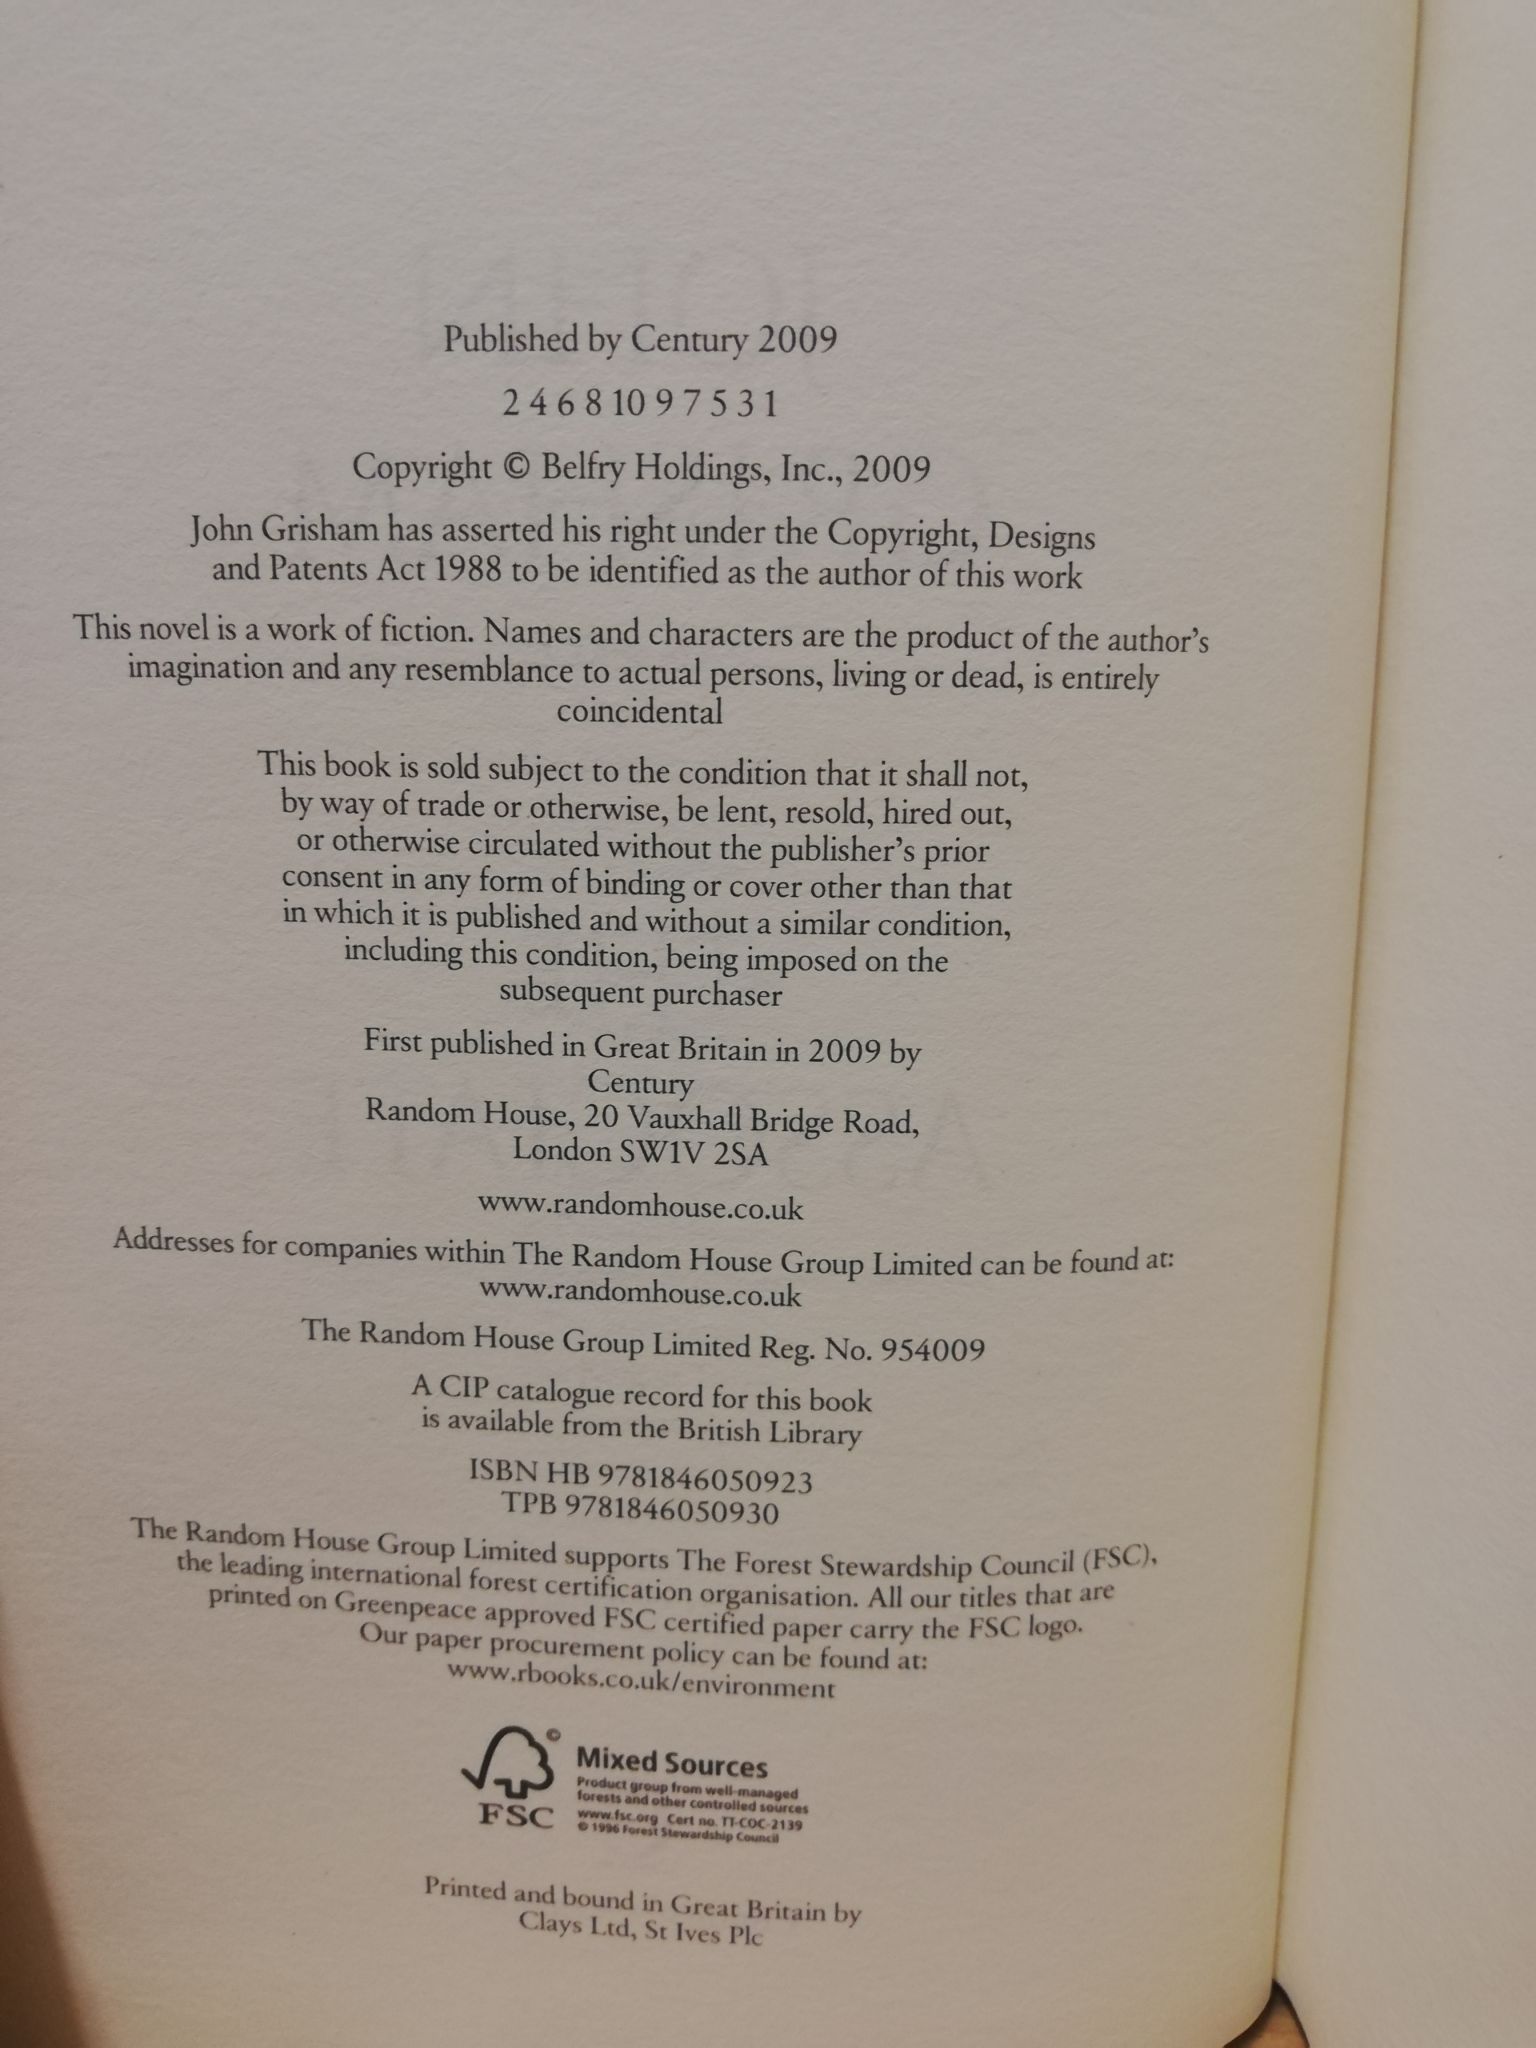 Published by Century 2009
2 4 6 8 10 9 7 5 3 1
Copyright © Belfry Holdings, Inc., 2009
John Grisham has asserted his right under the Copyright, Designs
and Patents Act 1988 to be identified as the author of this work
This novel is a work of fiction. Names and characters are the product of the author's
imagination and any resemblance to actual persons, living or dead, is entirely
coincidental
This book is sold subject to the condition that it shall not,
by way of trade or otherwise, be lent, resold, hired out,
or otherwise circulated without the publisher's prior
consent in any form of binding or cover other than that
in which it is published and without a similar condition,
including this condition, being imposed on the
subsequent purchaser
First published in Great Britain in 2009 by
Century
Random House, 20 Vauxhall Bridge Road,
London SW1V 2SA
www.randomhouse.co.uk
Addresses for companies within The Random House Group Limited can be found at:
www.randomhouse.co.uk
The Random House Group Limited Reg. No. 954009
A CIP catalogue record for this book
is available from the British Library
ISBN HB 9781846050923
TPB 9781846050930
The Random House Group Limited supports The Forest Stewardship Council (FSC),
the leading international forest certification organisation. All our titles that are
printed on Greenpeace approved FSC certified paper carry the FSC logo.
Our paper procurement policy can be found at:
www.rbooks.co.uk/environment
©
FSC
Mixed Sources
Product group from well-managed
forests and other controlled sources
www.fsc.org Cert no. TT-COC-2139
© 1996 Forest Stewardship Council
Printed and bound in Great Britain by
Clays Ltd, St Ives Plc